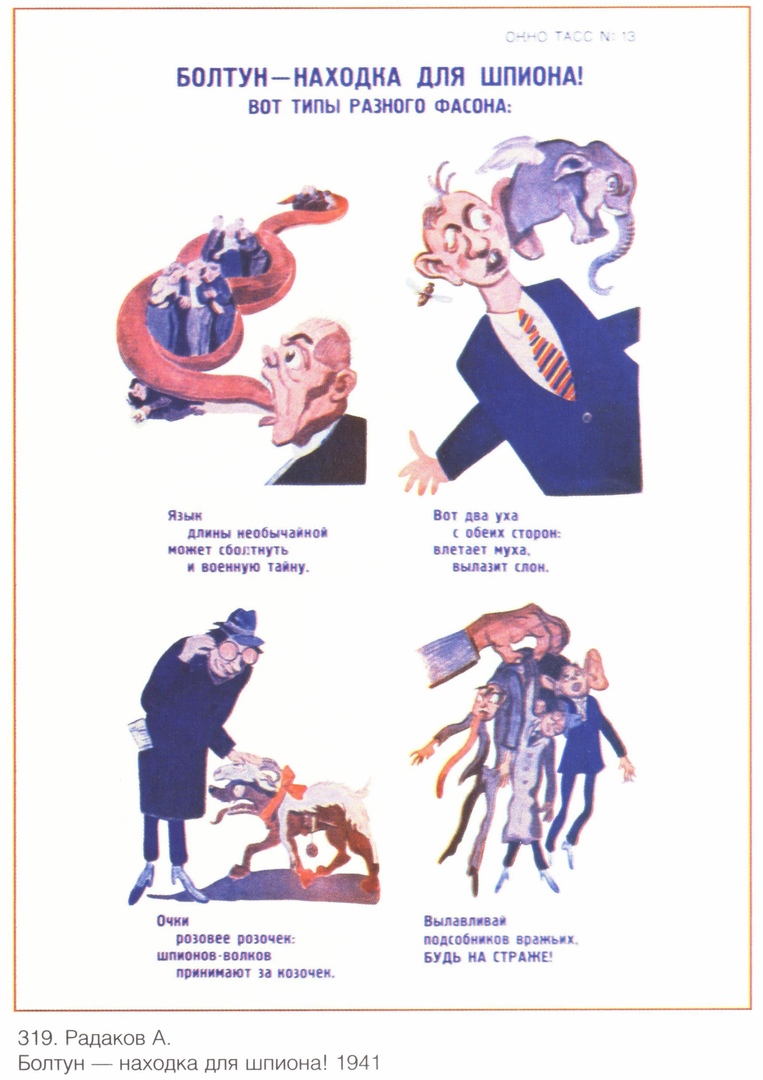 ОКНО ТАСС № 13
БОЛТУН — НАХОДКА ДЛЯ ШПИОНА!
ВОТ ТИПЫ РАЗНОГО ФАСОНА:
Язык
длины необычайной
может сболтнуть
и военную тайну.
Вот два уха
с обеих сторон:
влетает муха,
вылазит слон.
Очки
розовее розочек:
шпионов-волков
принимают за козочек.
Вылавливай
подсобников вражьих,
БУДЬ НА СТРАЖЕ!
319. Радаков А.
Болтун — находка для шпиона! 1941